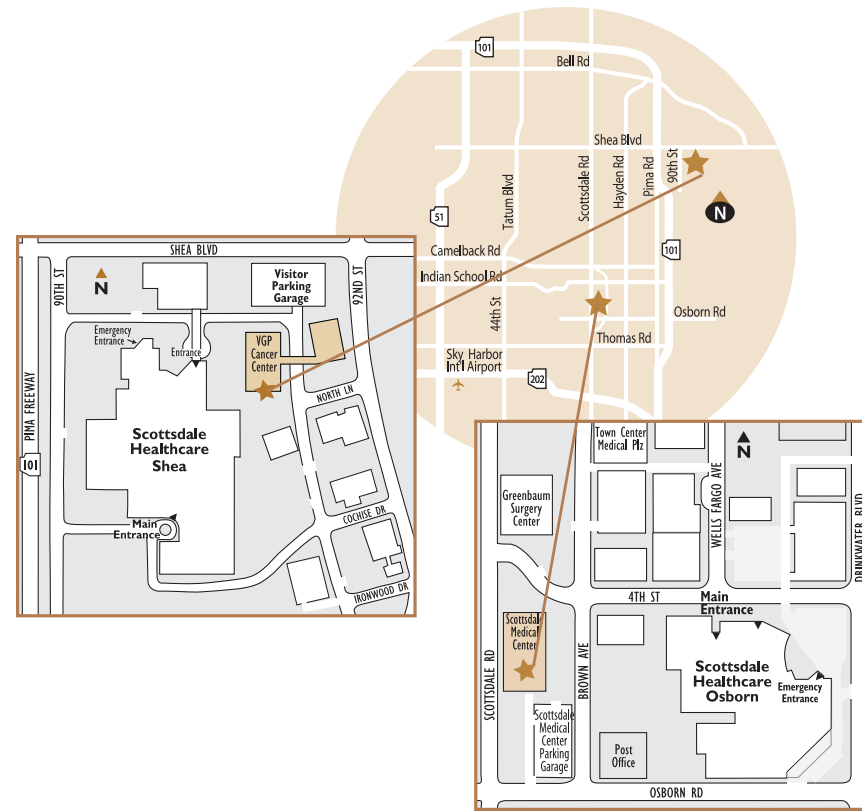 101
Bell Rd
Shea Blvd
Tatum Blvd
Scottsdale Rd
Hayden Rd
Pima Rd
90th St
N
51
101
Camelback Rd
Indian School Rd
44th St
Osborn Rd
Thomas Rd
Sky Harbor
Int'l Airport
202
SHEA BLVD
90TH ST
N
Visitor
Parking
Garage
92ND ST
Emergency
Entrance
Entrance
VGP
Cancer
Center
NORTH LN
PIMA FREEWAY
101
Scottsdale
Healthcare
Shea
Main
Entrance
COCHISE DR
IRONWOOD DR
Town Center
Medical Plz
N
Greenbaum
Surgery
Center
WELLS FARGO AVE
DRINKWATER BLVD
4TH ST
Main
Entrance
Scottsdale
Medical
Center
SCOTTSDALE RD
BROWN AVE
Scottsdale
Healthcare
Osborn
Emergency
Entrance
Scottsdale
Medical
Center
Parking
Garage
Post
Office
OSBORN RD